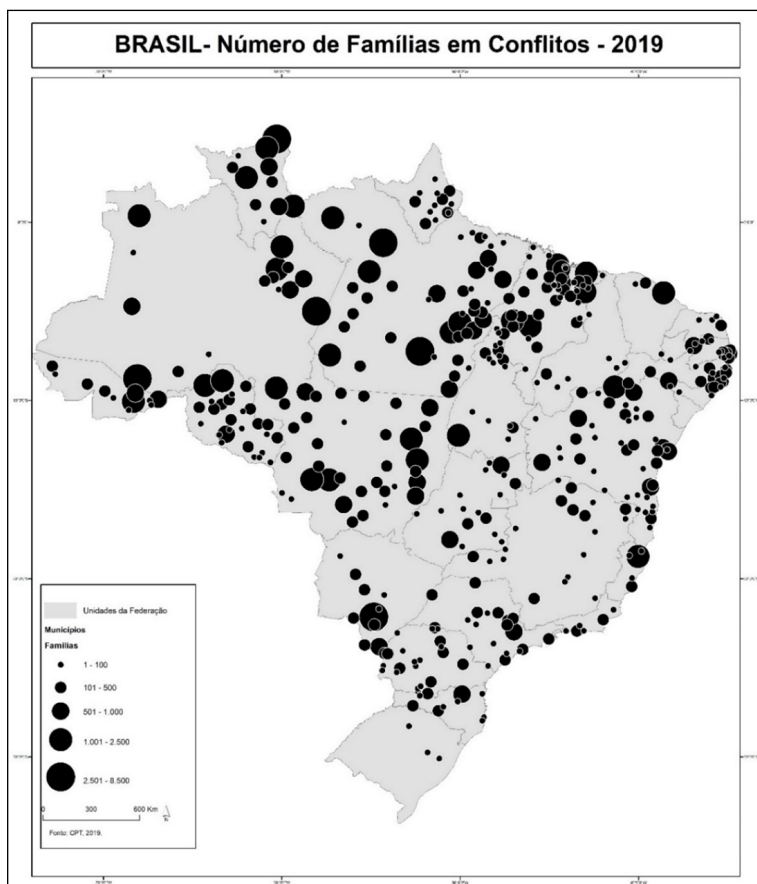 BRASIL- Número de Famílias em Conflitos - 2019
Unidades da Federação
Municípios
Famílias
1 - 100
101 - 500
501 - 1.000
1.001 - 2.500
2.501 - 8.500
0 300 600 Km
Fonte: CPT, 2019.